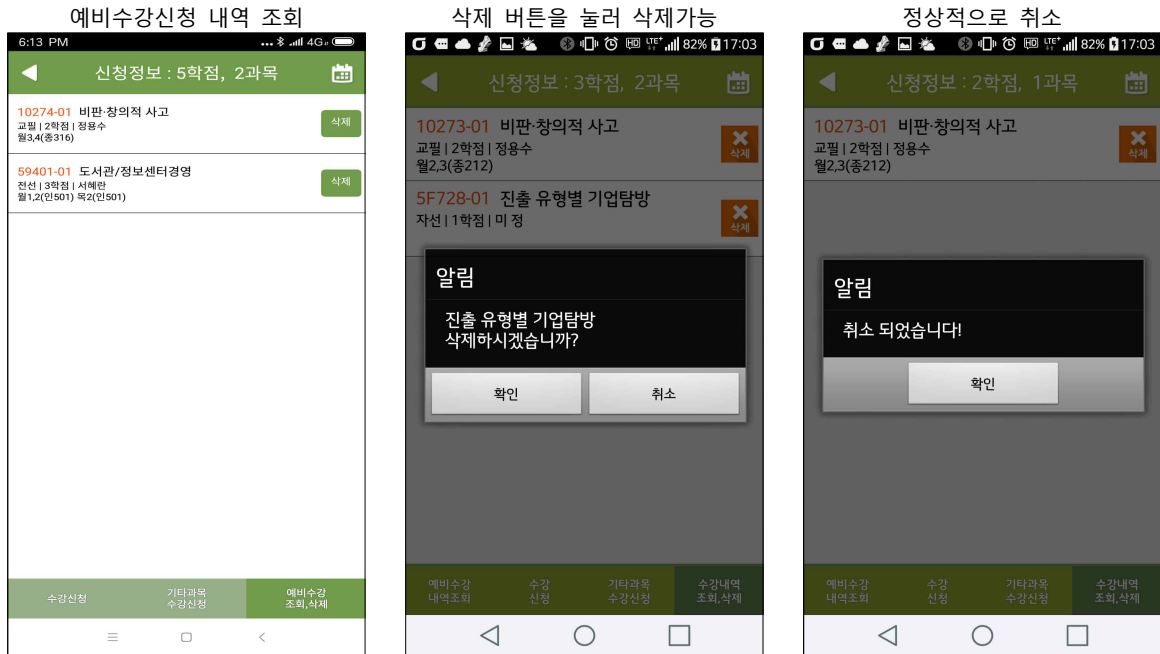 예비수강신청 내역 조회
6:13 PM
4G
신청정보 : 5학점, 2과목
10274-01 비판·창의적 사고
교필 | 2학점 | 정용수
월3,4(종316)
삭제
59401-01 도서관/정보센터경영
전선 | 3학점 | 서혜란
월1,2(인501) 목2(인501)
삭제
수강신청
기타과목
수강신청
예비수강
조회,삭제
삭제 버튼을 눌러 삭제가능
HD LTE+ 82% 17:03
신청정보 : 3학점, 2과목
10273-01 비판·창의적 사고
교필 | 2학점 | 정용수
월2,3(종212)
삭제
5F728-01 진출 유형별 기업탐방
자선 | 1학점 | 미 정
삭제
알림
진출 유형별 기업탐방
삭제하시겠습니까?
확인
취소
예비수강
내역조회
수강
신청
기타과목
수강신청
수강내역
조회,삭제
정상적으로 취소
HD LTE+ 82% 17:03
신청정보 : 2학점, 1과목
10273-01 비판·창의적 사고
교필 | 2학점 | 정용수
월2,3(종212)
삭제
알림
취소 되었습니다!
확인
예비수강
내역조회
수강
신청
기타과목
수강신청
수강내역
조회,삭제